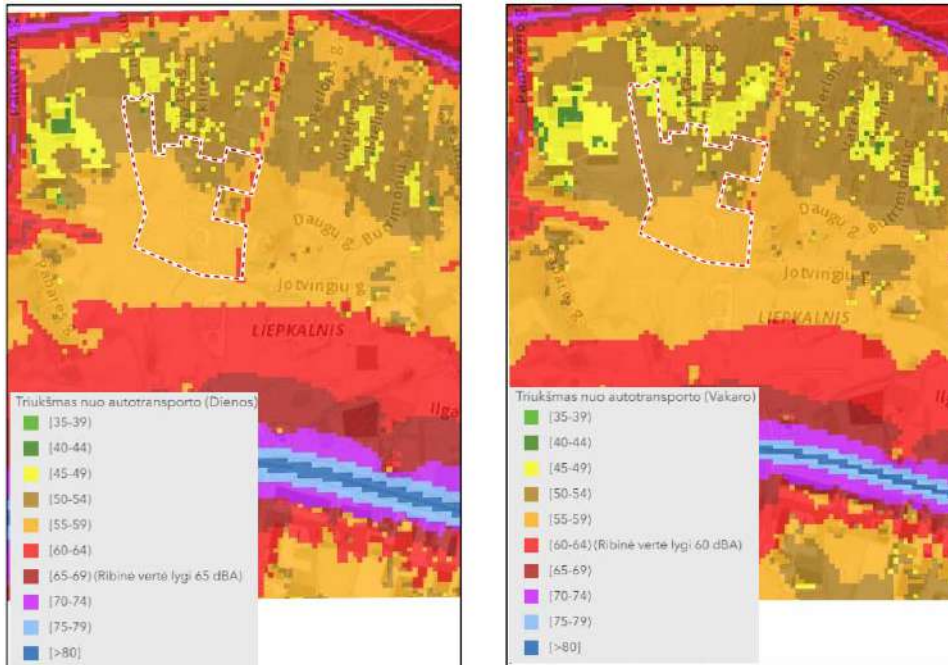 Daugų g.
Jotvingių g.
LIEPKALNIS
Triukšmas nuo autotransporto (Dienos)
[35-39)
[40-44)
[45-49)
[50-54)
[55-59)
[60-64)
[65-69) (Ribinė vertė lygi 65 dBA)
[70-74)
[75-79)
[>80]
Daugų g.
Jotvingių g.
LIEPKALNIS
Triukšmas nuo autotransporto (Vakaro)
[35-39)
[40-44)
[45-49)
[50-54)
[55-59)
[60-64) (Ribinė vertė lygi 60 dBA)
[65-69)
[70-74)
[75-79)
[>80]